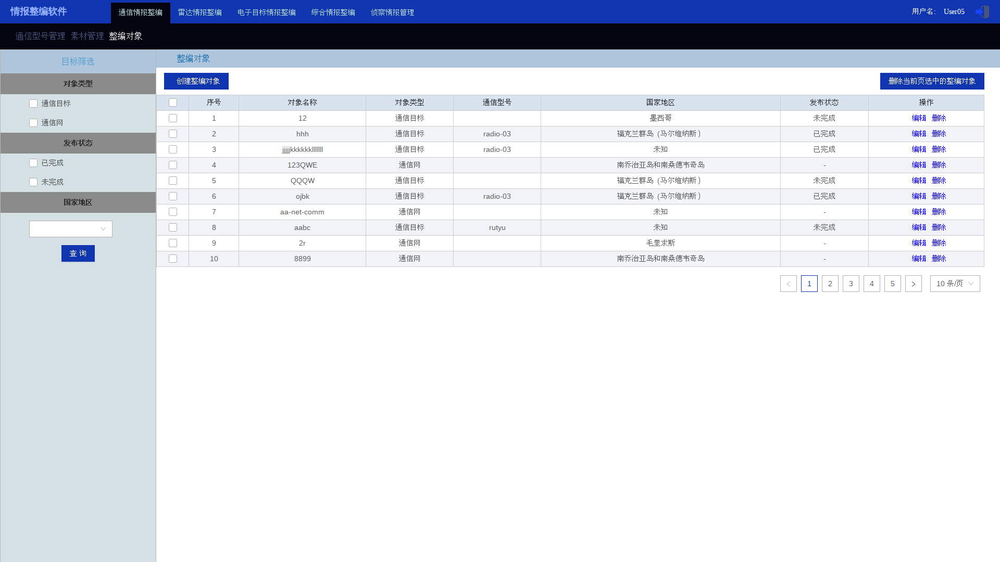 情报整编软件 通信情报整编 雷达情报整编 电子目标情报整编 综合情报整编 侦察情报管理 用户名： User05
通信型号管理 素材管理 整编对象
目标筛选
对象类型
通信目标
通信网
发布状态
已完成
未完成
国家地区
查 询
整编对象
创建整编对象 删除当前页选中的整编对象
序号 对象名称 对象类型 通信型号 国家地区 发布状态 操作
1 12 通信目标 墨西哥 未完成 编辑 删除
2 hhh 通信目标 radio-03 福克兰群岛（马尔维纳斯） 已完成 编辑 删除
3 jjjjjkkkkkklllllll 通信目标 radio-03 未知 已完成 编辑 删除
4 123QWE 通信网 南乔治亚岛和南桑德韦奇岛 - 编辑 删除
5 QQQW 通信目标 福克兰群岛（马尔维纳斯） 未完成 编辑 删除
6 ojbk 通信目标 radio-03 福克兰群岛（马尔维纳斯） 已完成 编辑 删除
7 aa-net-comm 通信网 未知 - 编辑 删除
8 aabc 通信目标 rutyu 未知 未完成 编辑 删除
9 2r 通信网 毛里求斯 - 编辑 删除
10 8899 通信网 南乔治亚岛和南桑德韦奇岛 - 编辑 删除
< 1 2 3 4 5 > 10 条/页